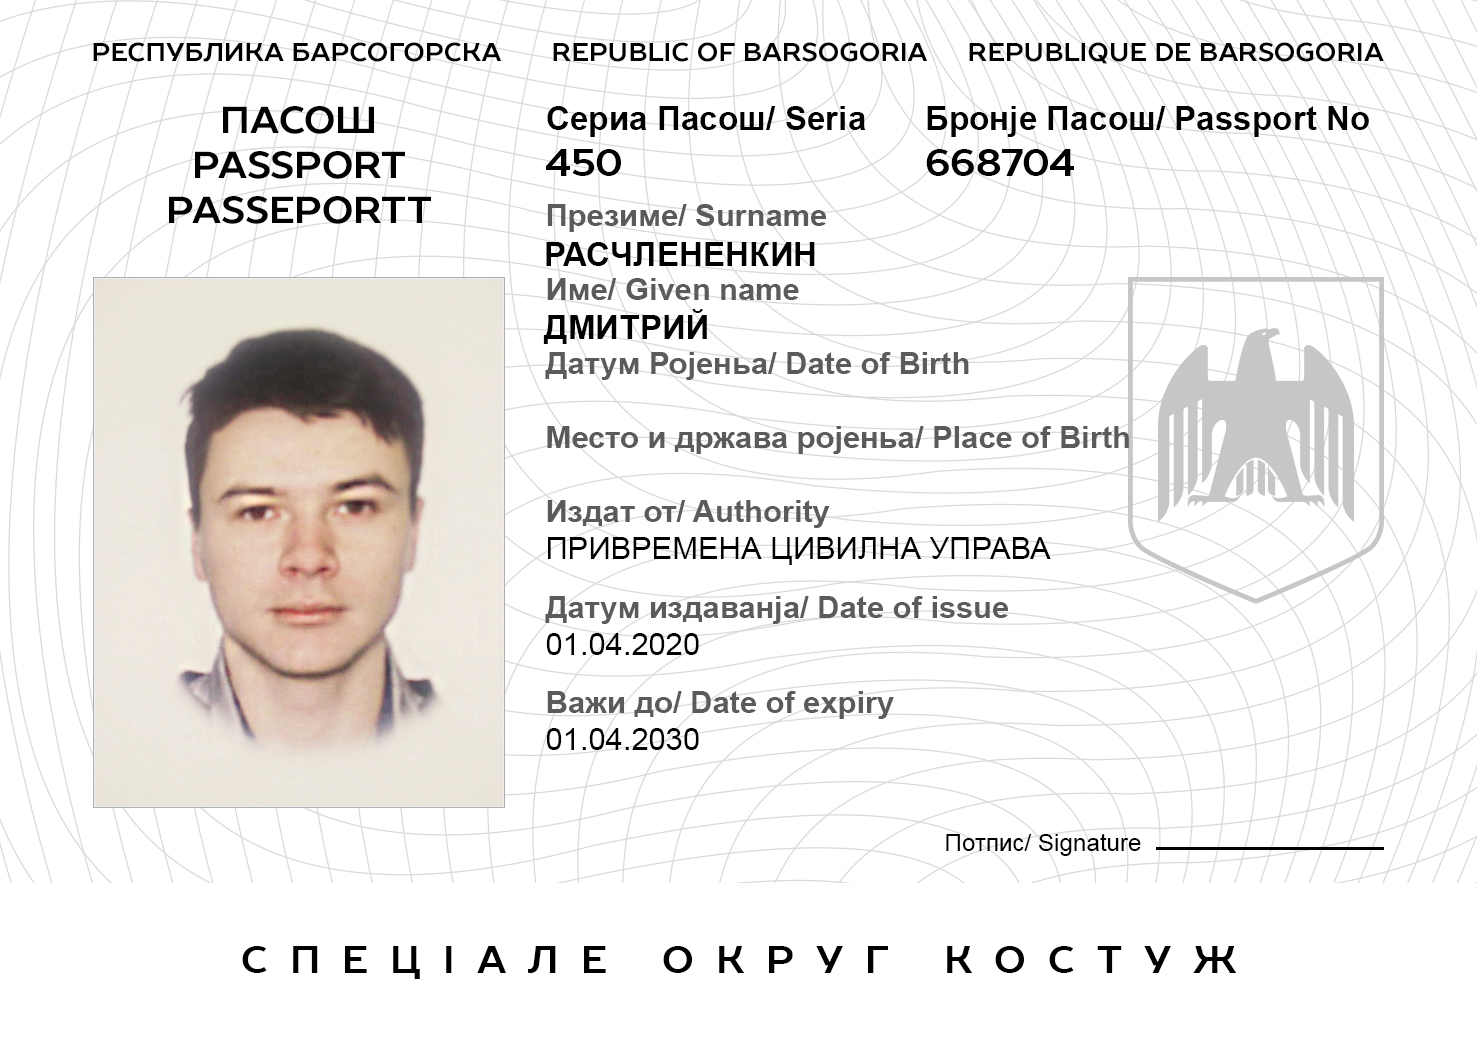 РЕСПУБЛИКА БАРСОГОРСКА REPUBLIC OF BARSOGORIA REPUBLIQUE DE BARSOGORIA
ПАСОШ
PASSPORT
PASSEPORTT
Сериа Пасош/ Seria Бронје Пасош/ Passport No
450 668704
Презиме/ Surname
РАСЧЛЕНЕНКИН
Име/ Given name
ДМИТРИЙ
ДатумРојења/ Date of Birth
Место и држава ројења/ Place of Birth
Издат от/ Authority
ПРИВРЕМЕНА ЦИВИЛНА УПРАВА
Датум издаванја/ Date of issue
01.04.2020
Важи до/ Date of expiry
01.04.2030
Потпис/ Signature
СПЕЦІАЛЕ ОКРУГ КОСТУЖ